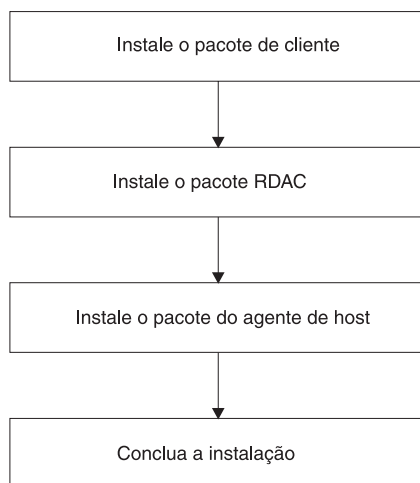 Instale o pacote de cliente
Instale o pacote RDAC
Instale o pacote do agente de host
Conclua a instalação